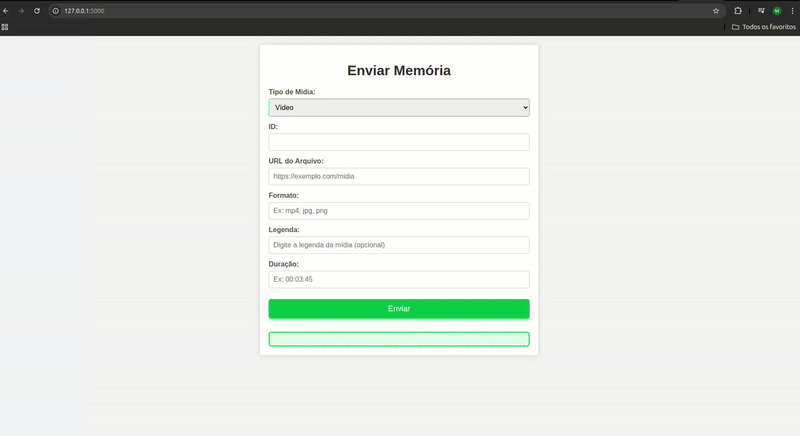 127.0.0.1:5000
M
Todos os favoritos
Enviar Memória
Tipo de Mídia:
Vídeo
ID:
URL do Arquivo:
https://exemplo.com/midia
Formato:
Ex: mp4, jpg, png
Legenda:
Digite a legenda da mídia (opcional)
Duração:
Ex: 00:03:45
Enviar